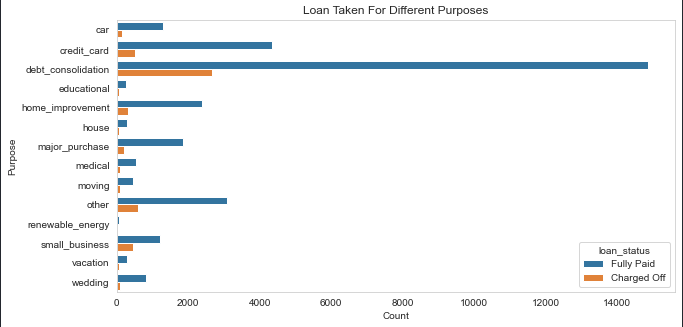 Loan Taken For Different Purposes
Purpose
car
credit_card
debt_consolidation
educational
home_improvement
house
major_purchase
medical
moving
other
renewable_energy
small_business
vacation
wedding
loan_status
Fully Paid
Charged Off
0 2000 4000 6000 8000 10000 12000 14000
Count